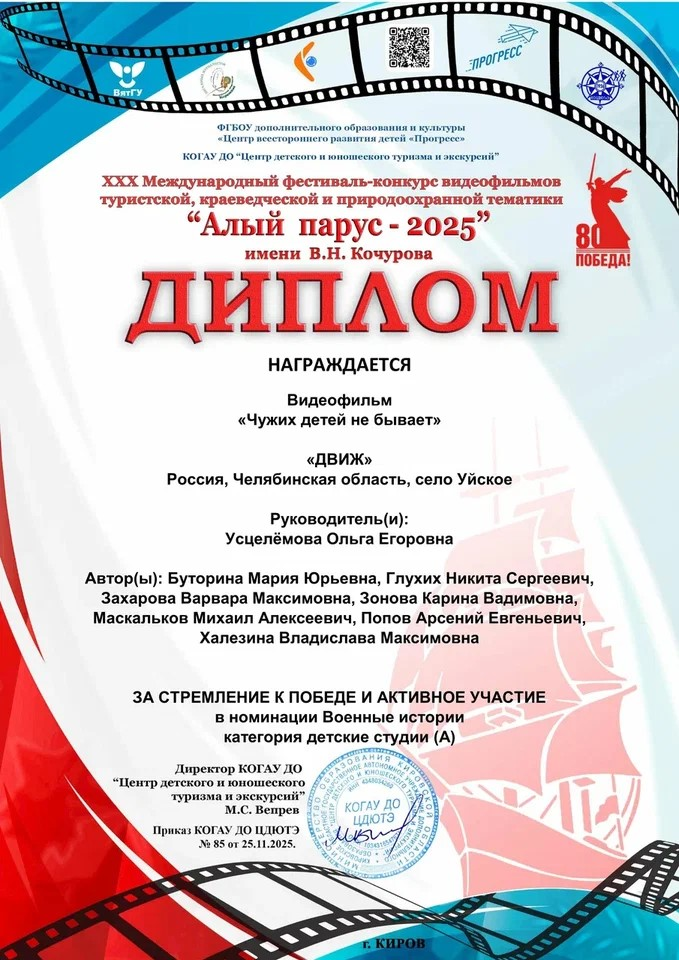 ВятГУ
ПРОГРЕСС
ФГБОУ дополнительного образования и культуры
«Центр всестороннего развития детей «Прогресс»
КОГАУ ДО “Центр детского и юношеского туризма и экскурсий”
XXX Международный фестиваль-конкурс видеофильмов
туристской, краеведческой и природоохранной тематики
“Алый парус - 2025”
имени В.Н. Кочурова
80
ПОБЕДА!
ДИПЛОМ
НАГРАЖДАЕТСЯ
Видеофильм
«Чужих детей не бывает»
«ДВИЖ»
Россия, Челябинская область, село Уйское
Руководитель(и):
Усцелёмова Ольга Егоровна
Автор(ы): Буторина Мария Юрьевна, Глухих Никита Сергеевич,
Захарова Варвара Максимовна, Зонова Карина Вадимовна,
Маскальков Михаил Алексеевич, Попов Арсений Евгеньевич,
Халезина Владислава Максимовна
ЗА СТРЕМЛЕНИЕ К ПОБЕДЕ И АКТИВНОЕ УЧАСТИЕ
в номинации Военные истории
категория детские студии (А)
Директор КОГАУ ДО
“Центр детского и юношеского
туризма и экскурсий”
М.С. Вепрев
Приказ КОГАУ ДО ЦДЮТЭ
№ 85 от 25.11.2025.
КОГАУ ДО
ЦДЮТЭ
г. КИРОВ